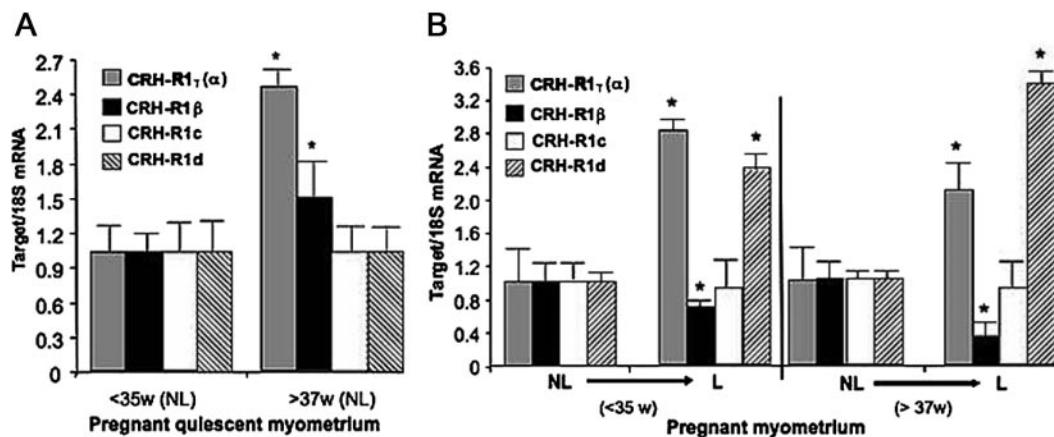 A
Target/18S mRNA
2.7
2.4
2.1
1.8
1.5
1.2
0.9
0.6
0.3
0
CRH-R1T(α)
CRH-R1β
CRH-R1c
CRH-R1d
*
*
<35w (NL)
>37w (NL)
Pregnant quiescent myometrium
B
Target/18S mRNA
3.6
3.2
2.8
2.4
2.0
1.6
1.2
0.8
0.4
0
CRH-R1T(α)
CRH-R1β
CRH-R1c
CRH-R1d
*
*
*
*
*
*
NL L NL L
(<35 w) (> 37w)
Pregnant myometrium